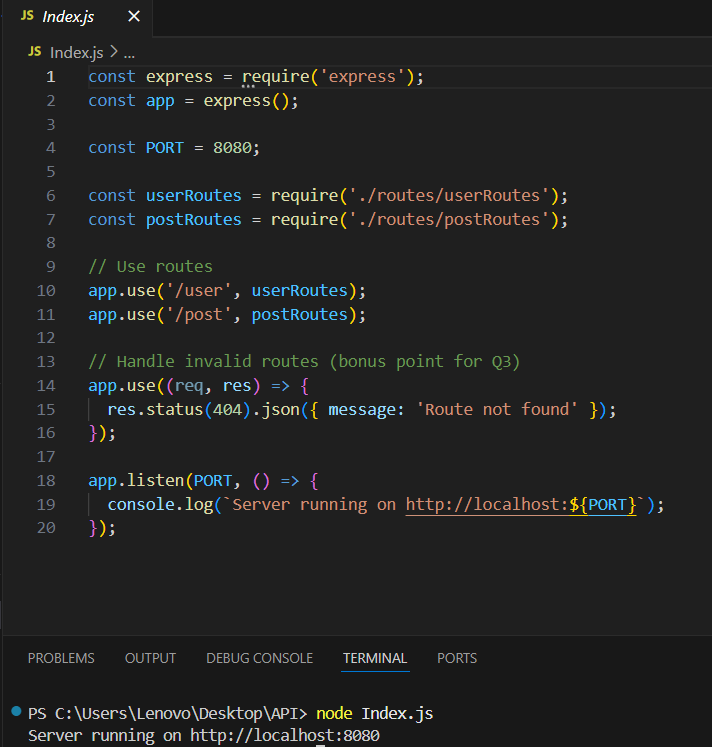 JS Index.js ×
JS Index.js > ...
1 const express = require('express');
2 const app = express();
3
4 const PORT = 8080;
5
6 const userRoutes = require('./routes/userRoutes');
7 const postRoutes = require('./routes/postRoutes');
8
9 // Use routes
10 app.use('/user', userRoutes);
11 app.use('/post', postRoutes);
12
13 // Handle invalid routes (bonus point for Q3)
14 app.use((req, res) => {
15   res.status(404).json({ message: 'Route not found' });
16 });
17
18 app.listen(PORT, () => {
19   console.log(`Server running on http://localhost:${PORT}`);
20 });
PROBLEMS OUTPUT DEBUG CONSOLE TERMINAL PORTS
PS C:\Users\Lenovo\Desktop\API> node Index.js
Server running on http://localhost:8080